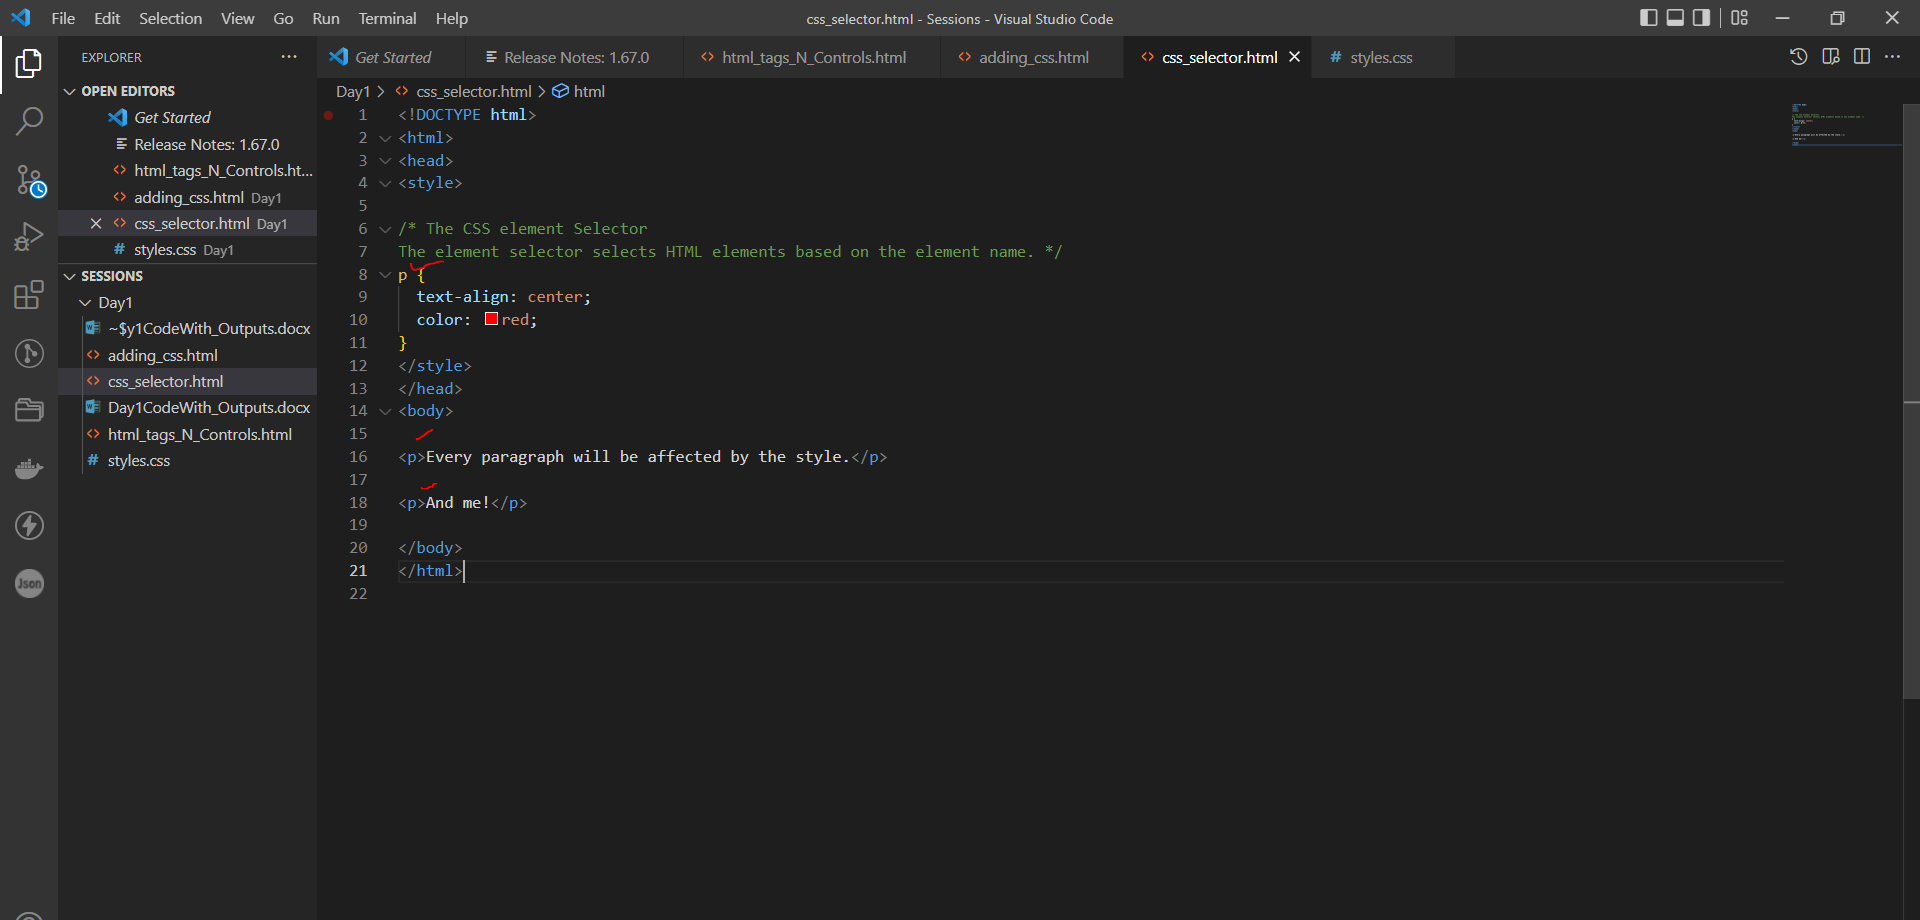 File Edit Selection View Go Run Terminal Help
css_selector.html - Sessions - Visual Studio Code
EXPLORER
OPEN EDITORS
Get Started
Release Notes: 1.67.0
html_tags_N_Controls.ht...
adding_css.html Day1
css_selector.html Day1
# styles.css Day1
SESSIONS
Day1
~$y1CodeWith_Outputs.docx
adding_css.html
css_selector.html
Day1CodeWith_Outputs.docx
html_tags_N_Controls.html
# styles.css
Json
Get Started
Release Notes: 1.67.0
html_tags_N_Controls.html
adding_css.html
css_selector.html
# styles.css
Day1 > css_selector.html > html
1 <!DOCTYPE html>
2 <html>
3 <head>
4 <style>
5
6 /* The CSS element Selector
7 The element selector selects HTML elements based on the element name. */
8 p {
9 text-align: center;
10 color: red;
11 }
12 </style>
13 </head>
14 <body>
15
16 <p>Every paragraph will be affected by the style.</p>
17
18 <p>And me!</p>
19
20 </body>
21 </html>
22